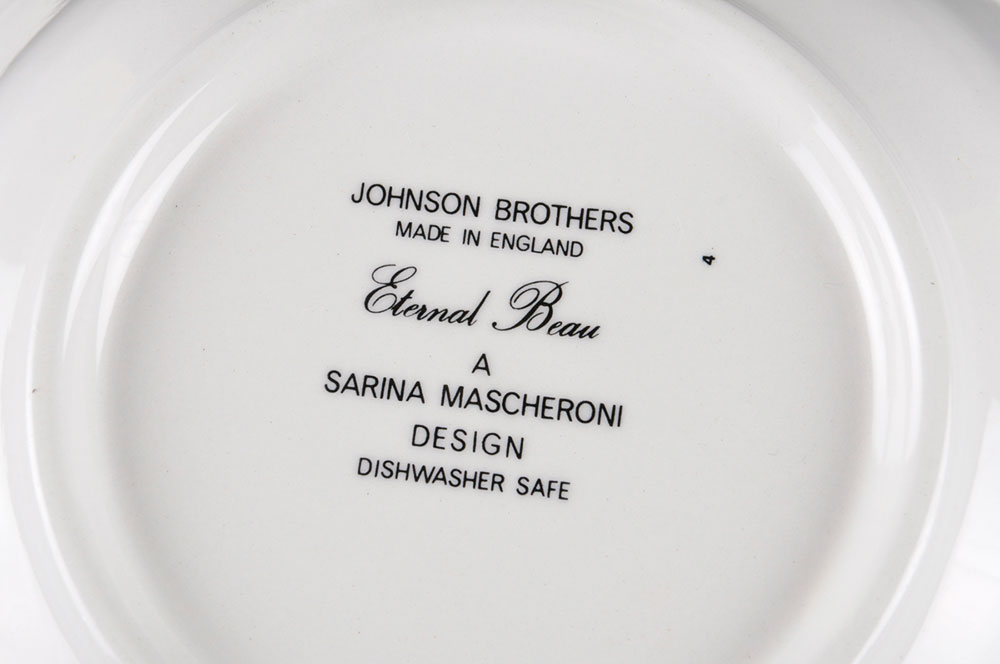 JOHNSON BROTHERS
MADE IN ENGLAND
4
Eternal Beau
A
SARINA MASCHERONI
DESIGN
DISHWASHER SAFE